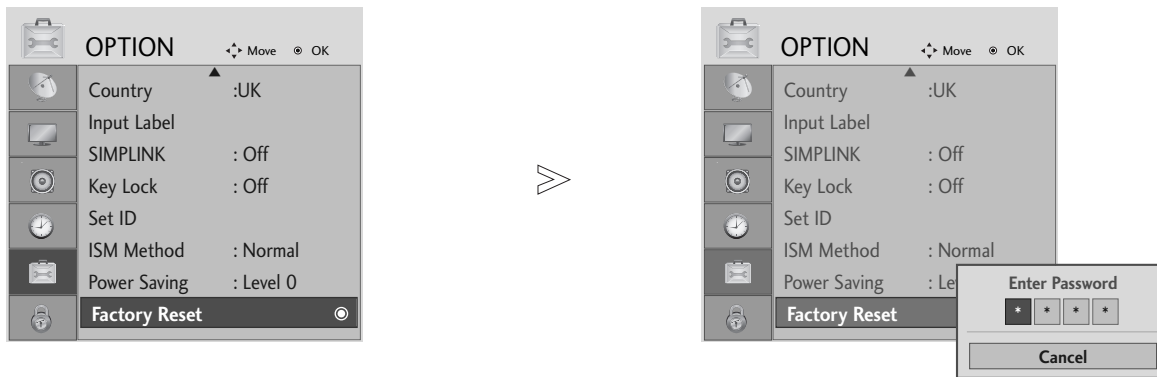 OPTION Move OK
Country :UK
Input Label
SIMPLINK : Off
Key Lock : Off
Set ID
ISM Method : Normal
Power Saving : Level 0
Factory Reset
>
OPTION Move OK
Country :UK
Input Label
SIMPLINK : Off
Key Lock : Off
Set ID
ISM Method : Normal
Power Saving : Le
Factory Reset
Enter Password
* * * *
Cancel